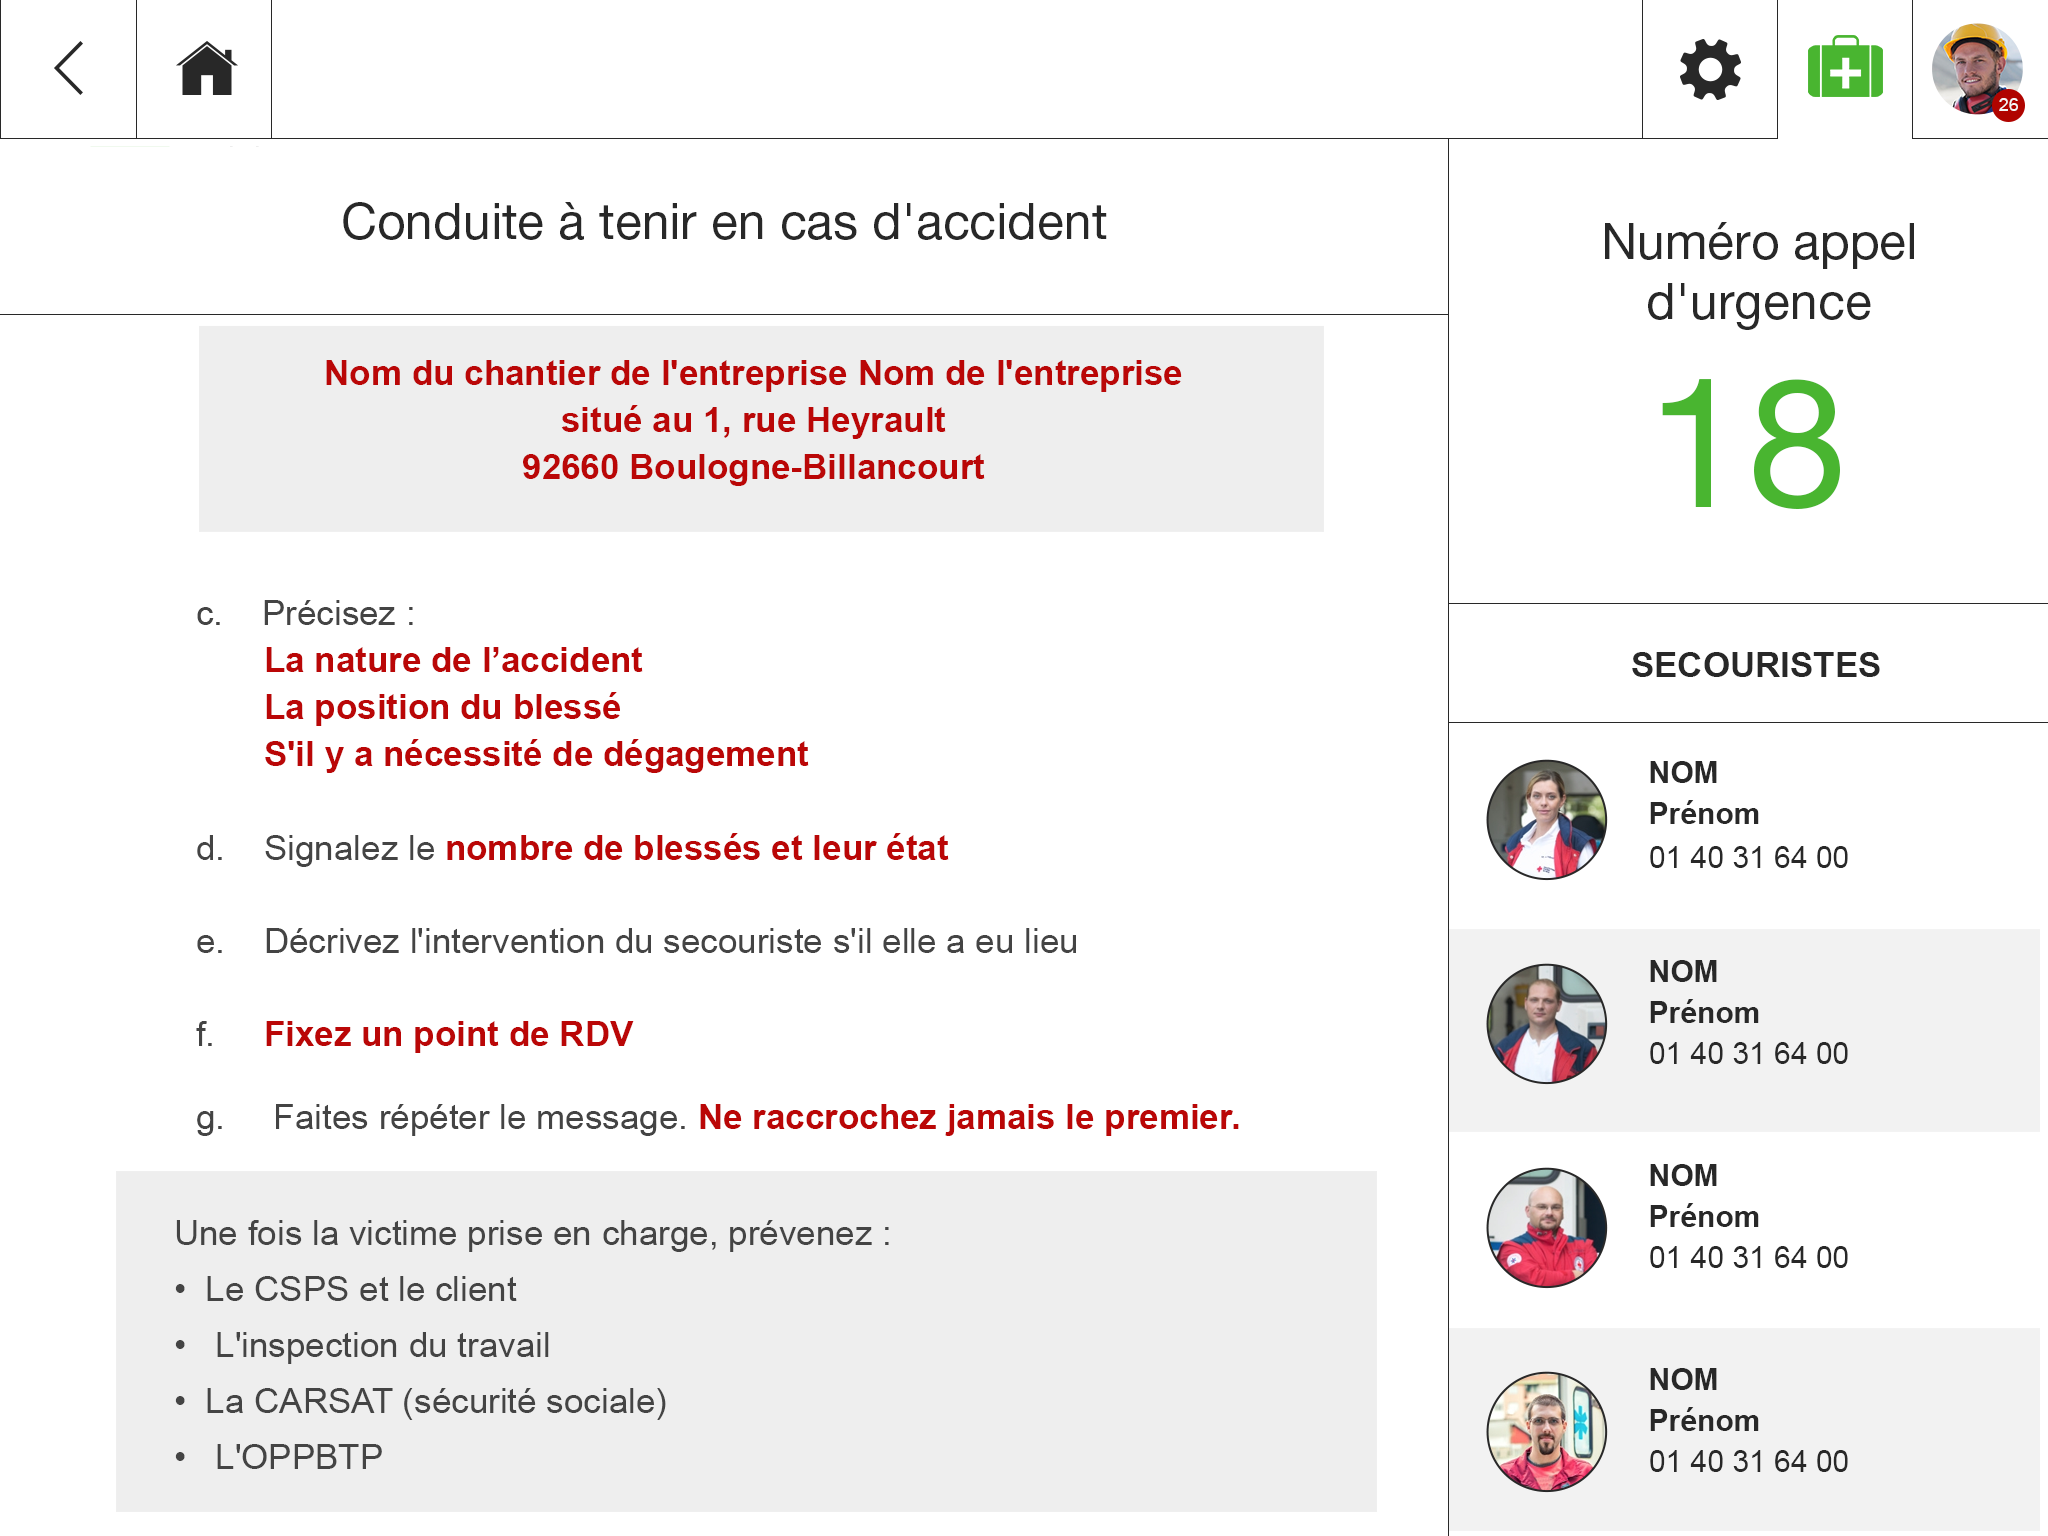 26
Conduite à tenir en cas d'accident
Nom du chantier de l'entreprise Nom de l'entreprise
situé au 1, rue Heyrault
92660 Boulogne-Billancourt
c. Précisez :
La nature de l’accident
La position du blessé
S'il y a nécessité de dégagement
d. Signalez le nombre de blessés et leur état
e. Décrivez l'intervention du secouriste s'il elle a eu lieu
f. Fixez un point de RDV
g. Faites répéter le message. Ne raccrochez jamais le premier.
Une fois la victime prise en charge, prévenez :
• Le CSPS et le client
• L'inspection du travail
• La CARSAT (sécurité sociale)
• L'OPPBTP
Numéro appel
d'urgence
18
SECOURISTES
NOM
Prénom
01 40 31 64 00
NOM
Prénom
01 40 31 64 00
NOM
Prénom
01 40 31 64 00
NOM
Prénom
01 40 31 64 00